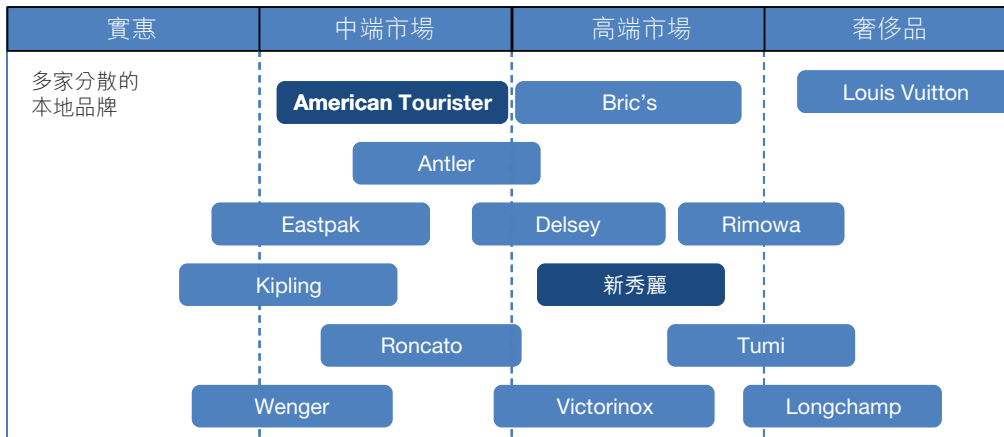 實惠
中端市場
高端市場
奢侈品
多家分散的
本地品牌
American Tourister
Bric’s
Louis Vuitton
Antler
Eastpak
Delsey
Rimowa
Kipling
新秀麗
Roncato
Tumi
Wenger
Victorinox
Longchamp